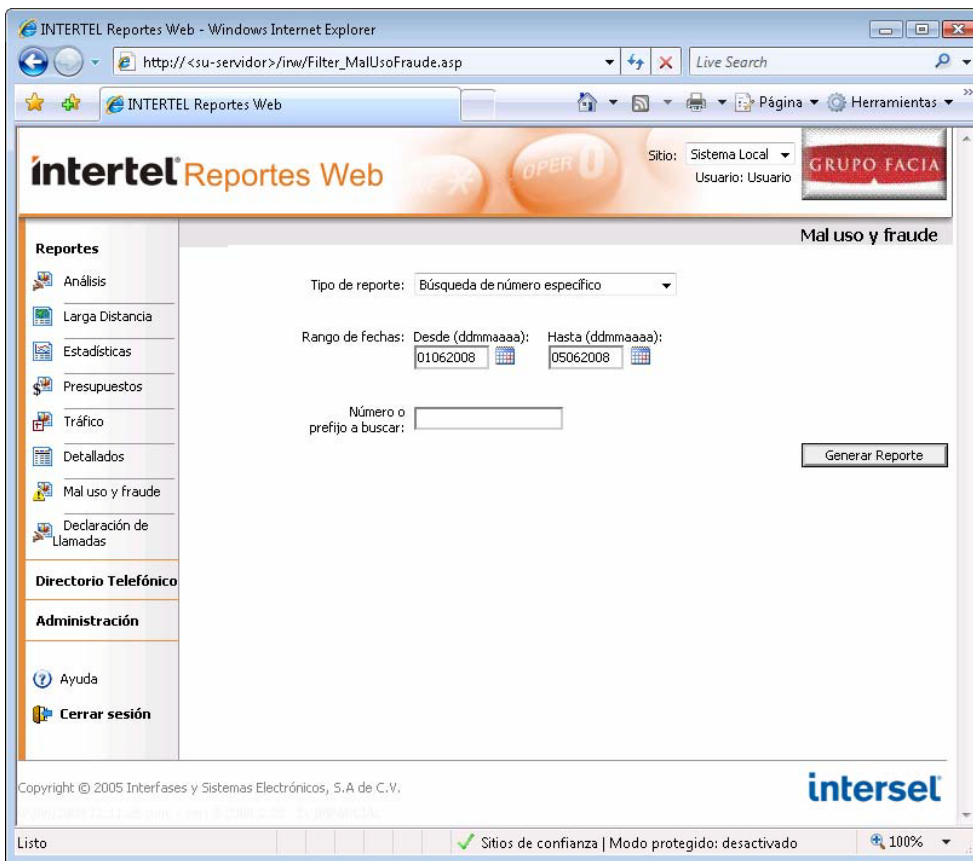 INTERTEL Reportes Web - Windows Internet Explorer
http://<su-servidor>/irw/Filter_MalUsoFraude.asp
Live Search
INTERTEL Reportes Web
Página
Herramientas
intertel Reportes Web
OPER 0
Sitio: Sistema Local
Usuario: Usuario
GRUPO FACIA
Mal uso y fraude
Reportes
Análisis
Larga Distancia
Estadísticas
Presupuestos
Tráfico
Detallados
Mal uso y fraude
Declaración de
Llamadas
Directorio Telefónico
Administración
Ayuda
Cerrar sesión
Tipo de reporte: Búsqueda de número específico
Rango de fechas: Desde (ddmmaaaa): Hasta (ddmmaaaa):
01062008 05062008
Número o
prefijo a buscar:
Generar Reporte
Copyright © 2005 Interfases y Sistemas Electrónicos, S.A de C.V.
intersel
Listo
Sitios de confianza | Modo protegido: desactivado
100%